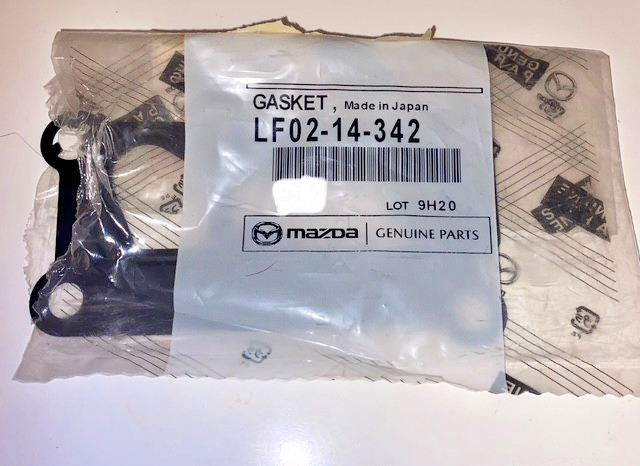 GASKET, Made in Japan
LF02-14-342
LOT 9H20
mazda GENUINE PARTS